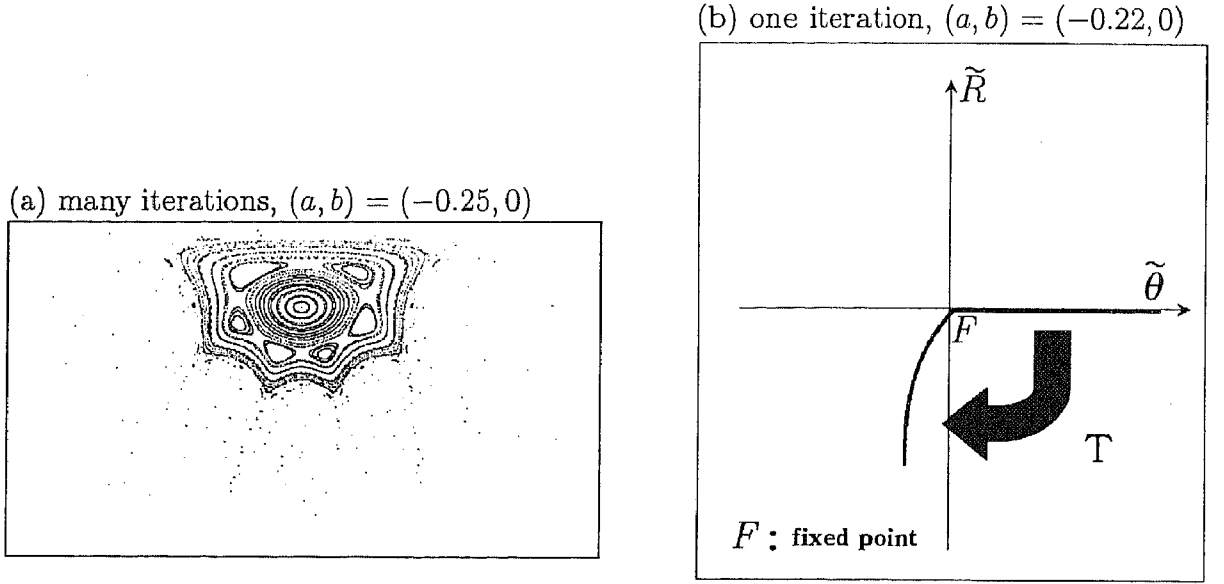 (b) one iteration, (a, b) = (−0.22, 0)
R̃
(a) many iterations, (a, b) = (−0.25, 0)
θ̃
F
T
F : fixed point